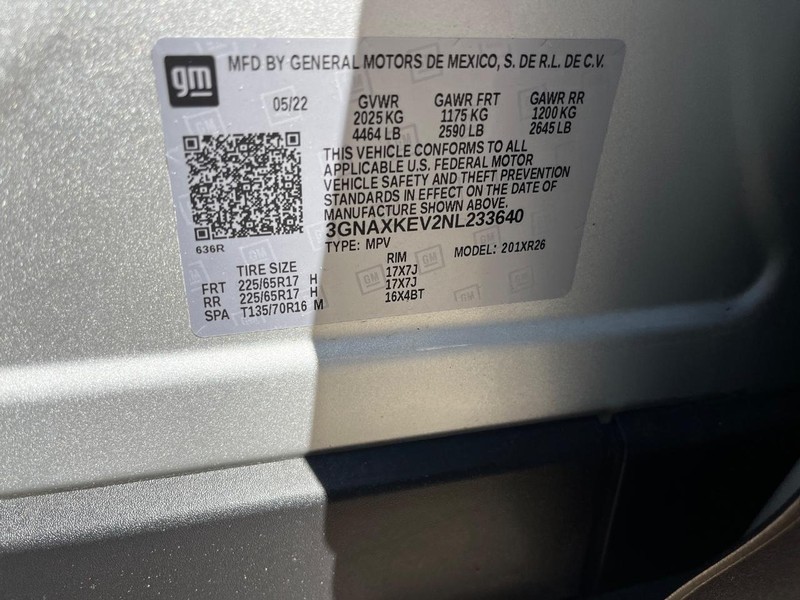 gm MFD BY GENERAL MOTORS DE MEXICO, S. DE R.L. DE C.V.
05/22 GVWR GAWR FRT GAWR RR
2025 KG 1175 KG 1200 KG
4464 LB 2590 LB 2645 LB
THIS VEHICLE CONFORMS TO ALL
APPLICABLE U.S. FEDERAL MOTOR
VEHICLE SAFETY AND THEFT PREVENTION
STANDARDS IN EFFECT ON THE DATE OF
MANUFACTURE SHOWN ABOVE.
3GNAXKEV2NL233640
636R TYPE: MPV MODEL: 201XR26
TIRE SIZE RIM
FRT 225/65R17 H 17X7J
RR 225/65R17 H 17X7J
SPA T135/70R16 M 16X4BT